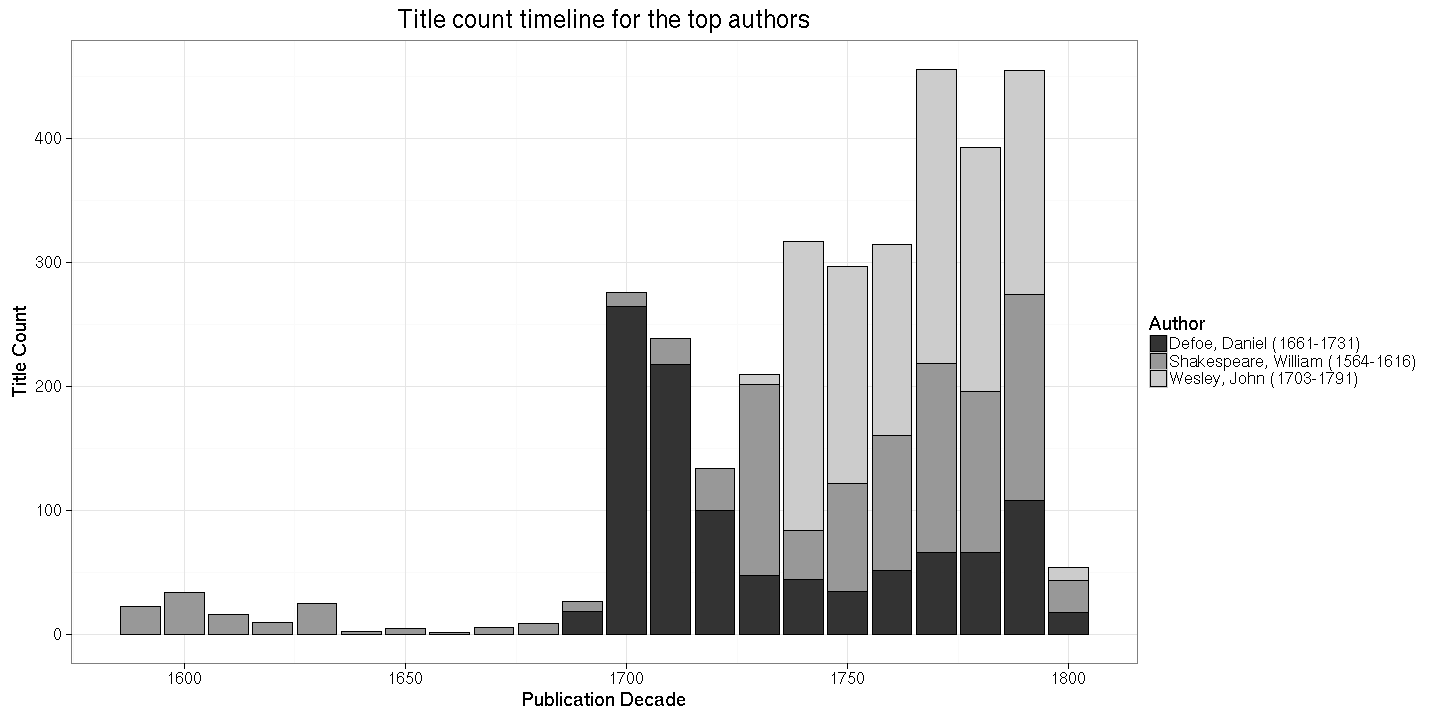 Title count timeline for the top authors
Title Count
400
300
200
100
0
1600
1650
1700
1750
1800
Publication Decade
Author
Defoe, Daniel (1661-1731)
Shakespeare, William (1564-1616)
Wesley, John (1703-1791)